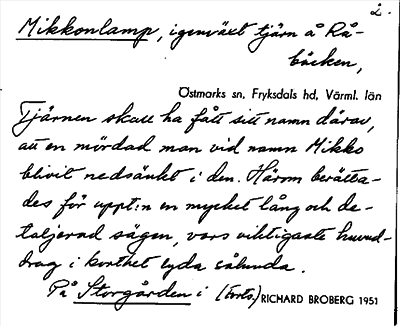 2.
Mikkonlamp, igenväxt tjärn å Rå-
bäcken,
Östmarks sn, Fryksdals hd, Värml. län
Tjärnen skall ha fått sitt namn därav,
att en mördad man vid namn Mikko
blivit nedsänkt i den. Härom berätta-
des för uppt:n en mycket lång och de-
taljerad sägen, vars viktigaste huvud-
drag i korthet lyda sålunda.
På Storgården i (forts.) RICHARD BROBERG 1951